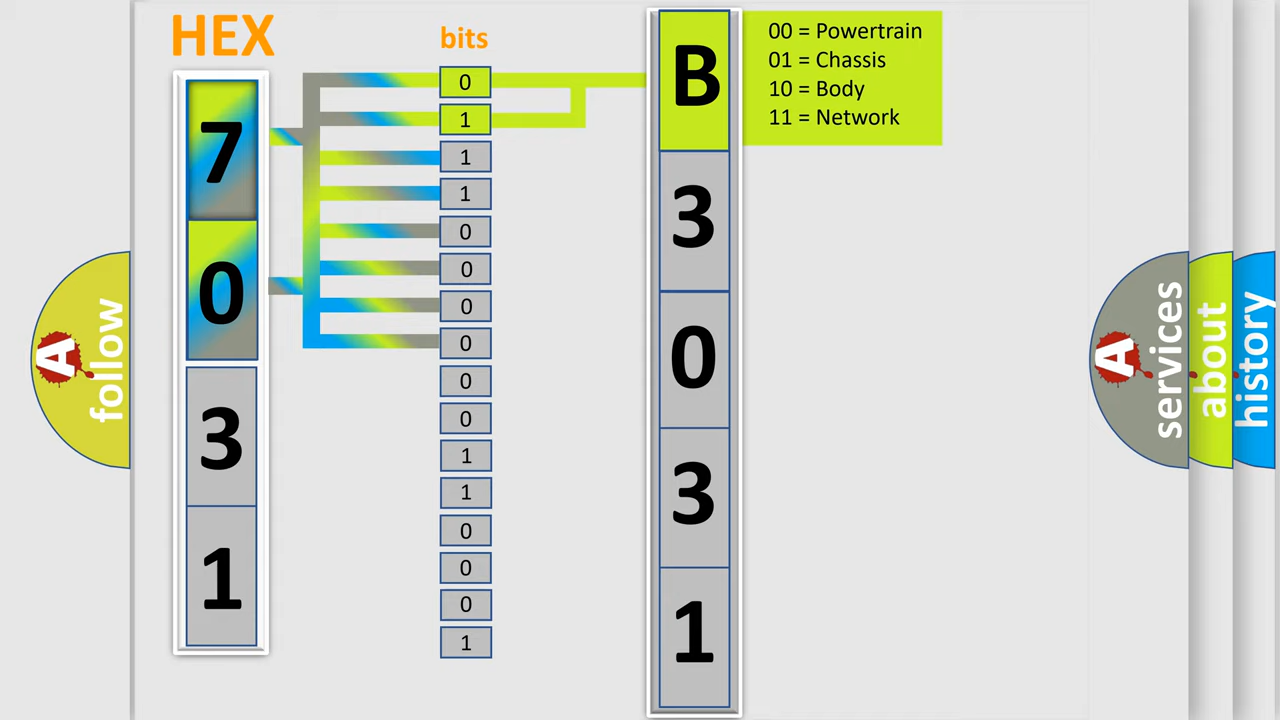 HEX
bits
7
0
3
1
0
1
1
1
0
0
0
0
0
0
1
1
0
0
0
1
B
3
0
3
1
00 = Powertrain
01 = Chassis
10 = Body
11 = Network
A
follow
A
services
about
history